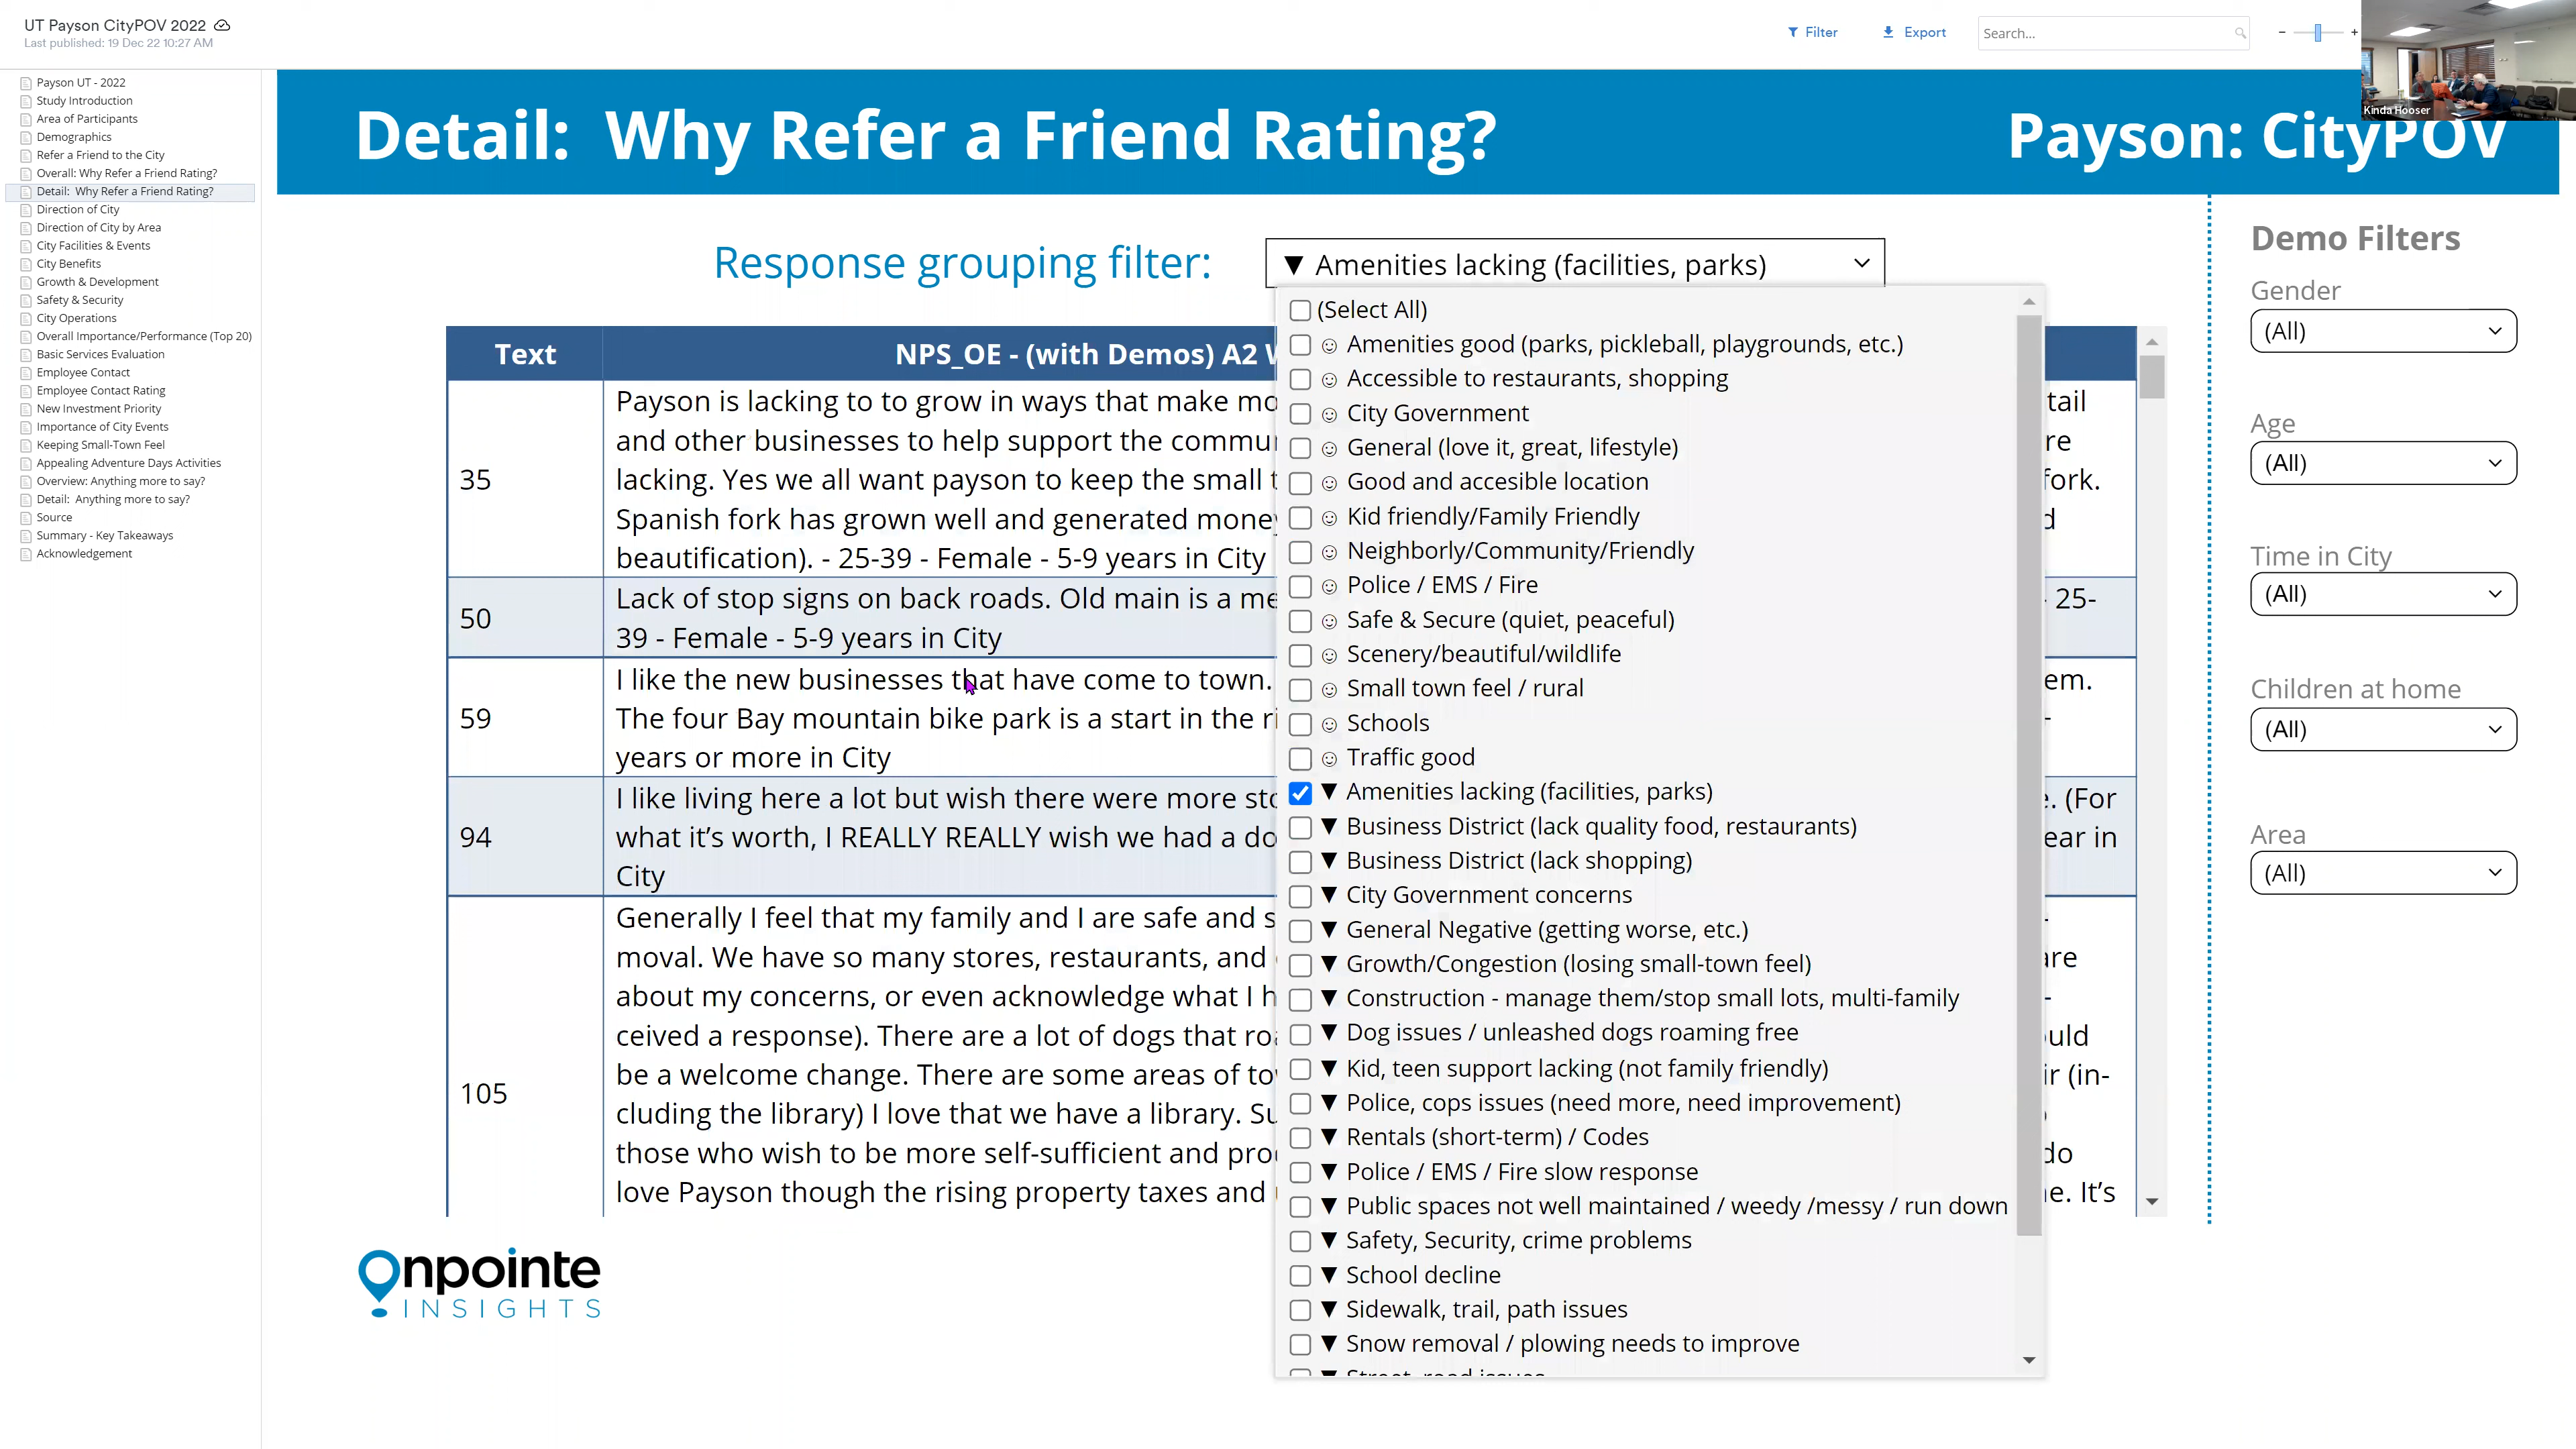 UT Payson CityPOV 2022
Last published: 19 Dec 22 10:27 AM
Filter
Export
Search...
Kinda Hooser
Payson UT - 2022
Study Introduction
Area of Participants
Demographics
Refer a Friend to the City
Overall: Why Refer a Friend Rating?
Detail: Why Refer a Friend Rating?
Direction of City
Direction of City by Area
City Facilities & Events
City Benefits
Growth & Development
Safety & Security
City Operations
Overall Importance/Performance (Top 20)
Basic Services Evaluation
Employee Contact
Employee Contact Rating
New Investment Priority
Importance of City Events
Keeping Small-Town Feel
Appealing Adventure Days Activities
Overview: Anything more to say?
Detail: Anything more to say?
Source
Summary - Key Takeaways
Acknowledgement
Detail: Why Refer a Friend Rating?
Payson: CityPOV
Response grouping filter:
▼ Amenities lacking (facilities, parks)
Text
NPS_OE - (with Demos) A2
35
Payson is lacking to to grow in ways that make
and other businesses to help support the
lacking. Yes we all want payson to keep the small
Spanish fork has grown well and generated
beautification). - 25-39 - Female - 5-9 years in City
tail
fork.
50
Lack of stop signs on back roads. Old main is a
39 - Female - 5-9 years in City
25-
59
I like the new businesses that have come to town.
The four Bay mountain bike park is a start in the
years or more in City
em.
94
I like living here a lot but wish there were more
what it's worth, I REALLY REALLY wish we had a
City
(For
ear in
105
Generally I feel that my family and I are safe and
moval. We have so many stores, restaurants, and
about my concerns, or even acknowledge what I
ceived a response). There are a lot of dogs that
be a welcome change. There are some areas of
cluding the library) I love that we have a library.
those who wish to be more self-sufficient and
love Payson though the rising property taxes and
are
ould
ir (in-
do
e. It's
(Select All)
☺ Amenities good (parks, pickleball, playgrounds, etc.)
☺ Accessible to restaurants, shopping
☺ City Government
☺ General (love it, great, lifestyle)
☺ Good and accesible location
☺ Kid friendly/Family Friendly
☺ Neighborly/Community/Friendly
☺ Police / EMS / Fire
☺ Safe & Secure (quiet, peaceful)
☺ Scenery/beautiful/wildlife
☺ Small town feel / rural
☺ Schools
☺ Traffic good
▼ Amenities lacking (facilities, parks)
▼ Business District (lack quality food, restaurants)
▼ Business District (lack shopping)
▼ City Government concerns
▼ General Negative (getting worse, etc.)
▼ Growth/Congestion (losing small-town feel)
▼ Construction - manage them/stop small lots, multi-family
▼ Dog issues / unleashed dogs roaming free
▼ Kid, teen support lacking (not family friendly)
▼ Police, cops issues (need more, need improvement)
▼ Rentals (short-term) / Codes
▼ Police / EMS / Fire slow response
▼ Public spaces not well maintained / weedy /messy / run down
▼ Safety, Security, crime problems
▼ School decline
▼ Sidewalk, trail, path issues
▼ Snow removal / plowing needs to improve
▼ Street, road issues
Demo Filters
Gender
(All)
Age
(All)
Time in City
(All)
Children at home
(All)
Area
(All)
Onpointe
INSIGHTS